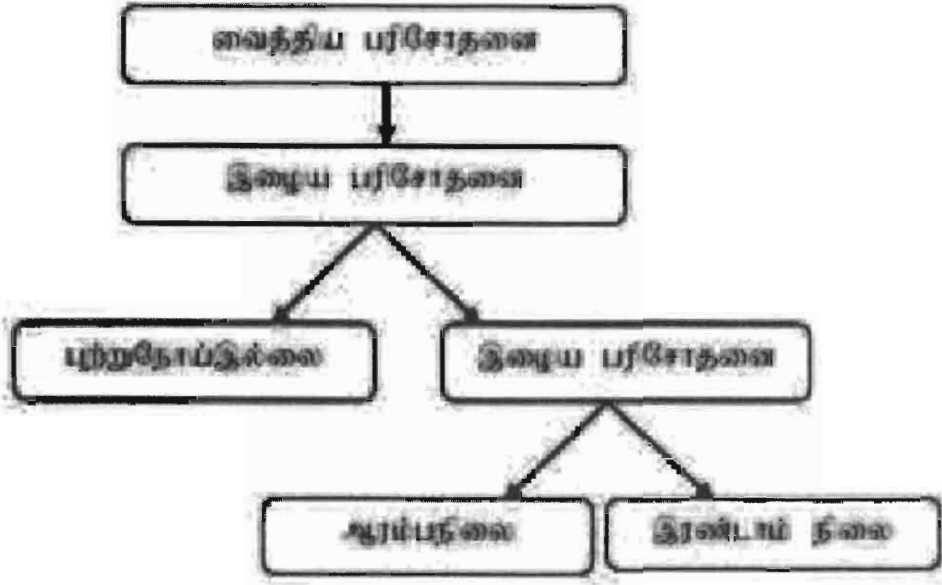 வைத்திய பரிசோதனை
இழைய பரிசோதனை
புற்றுநோய்இல்லை
இழைய பரிசோதனை
ஆரம்பநிலை
இரண்டாம் நிலை